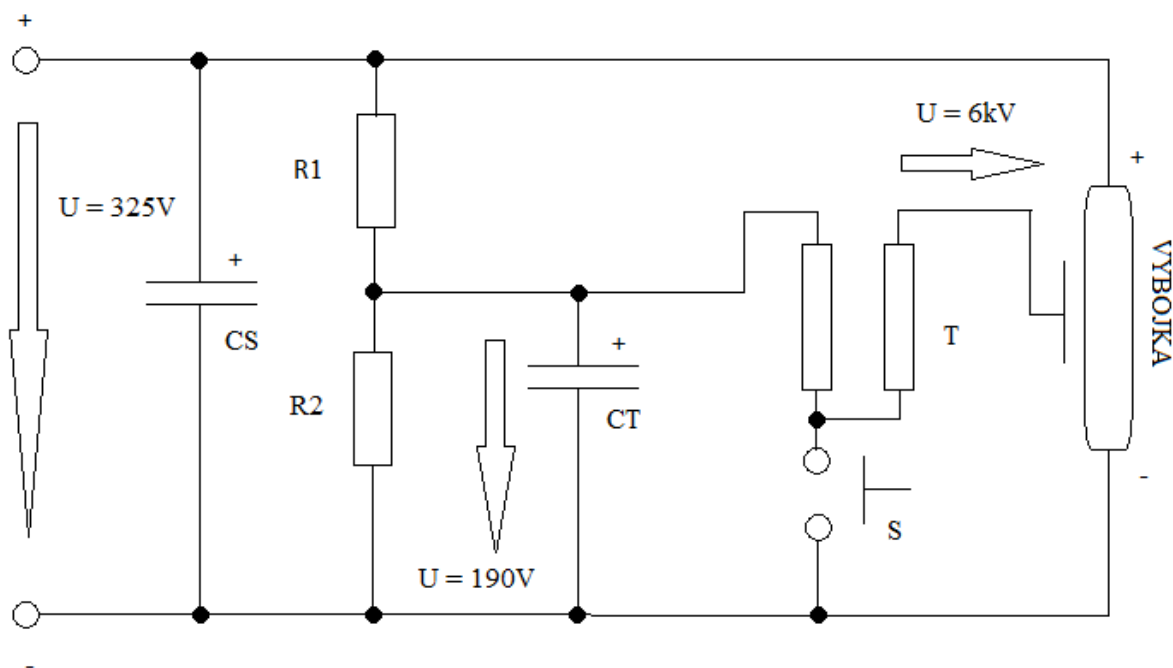 +
U = 6kV
+
R1
U = 325V
+
VYBOJKA
CS
+
T
R2
CT
-
S
U = 190V
-